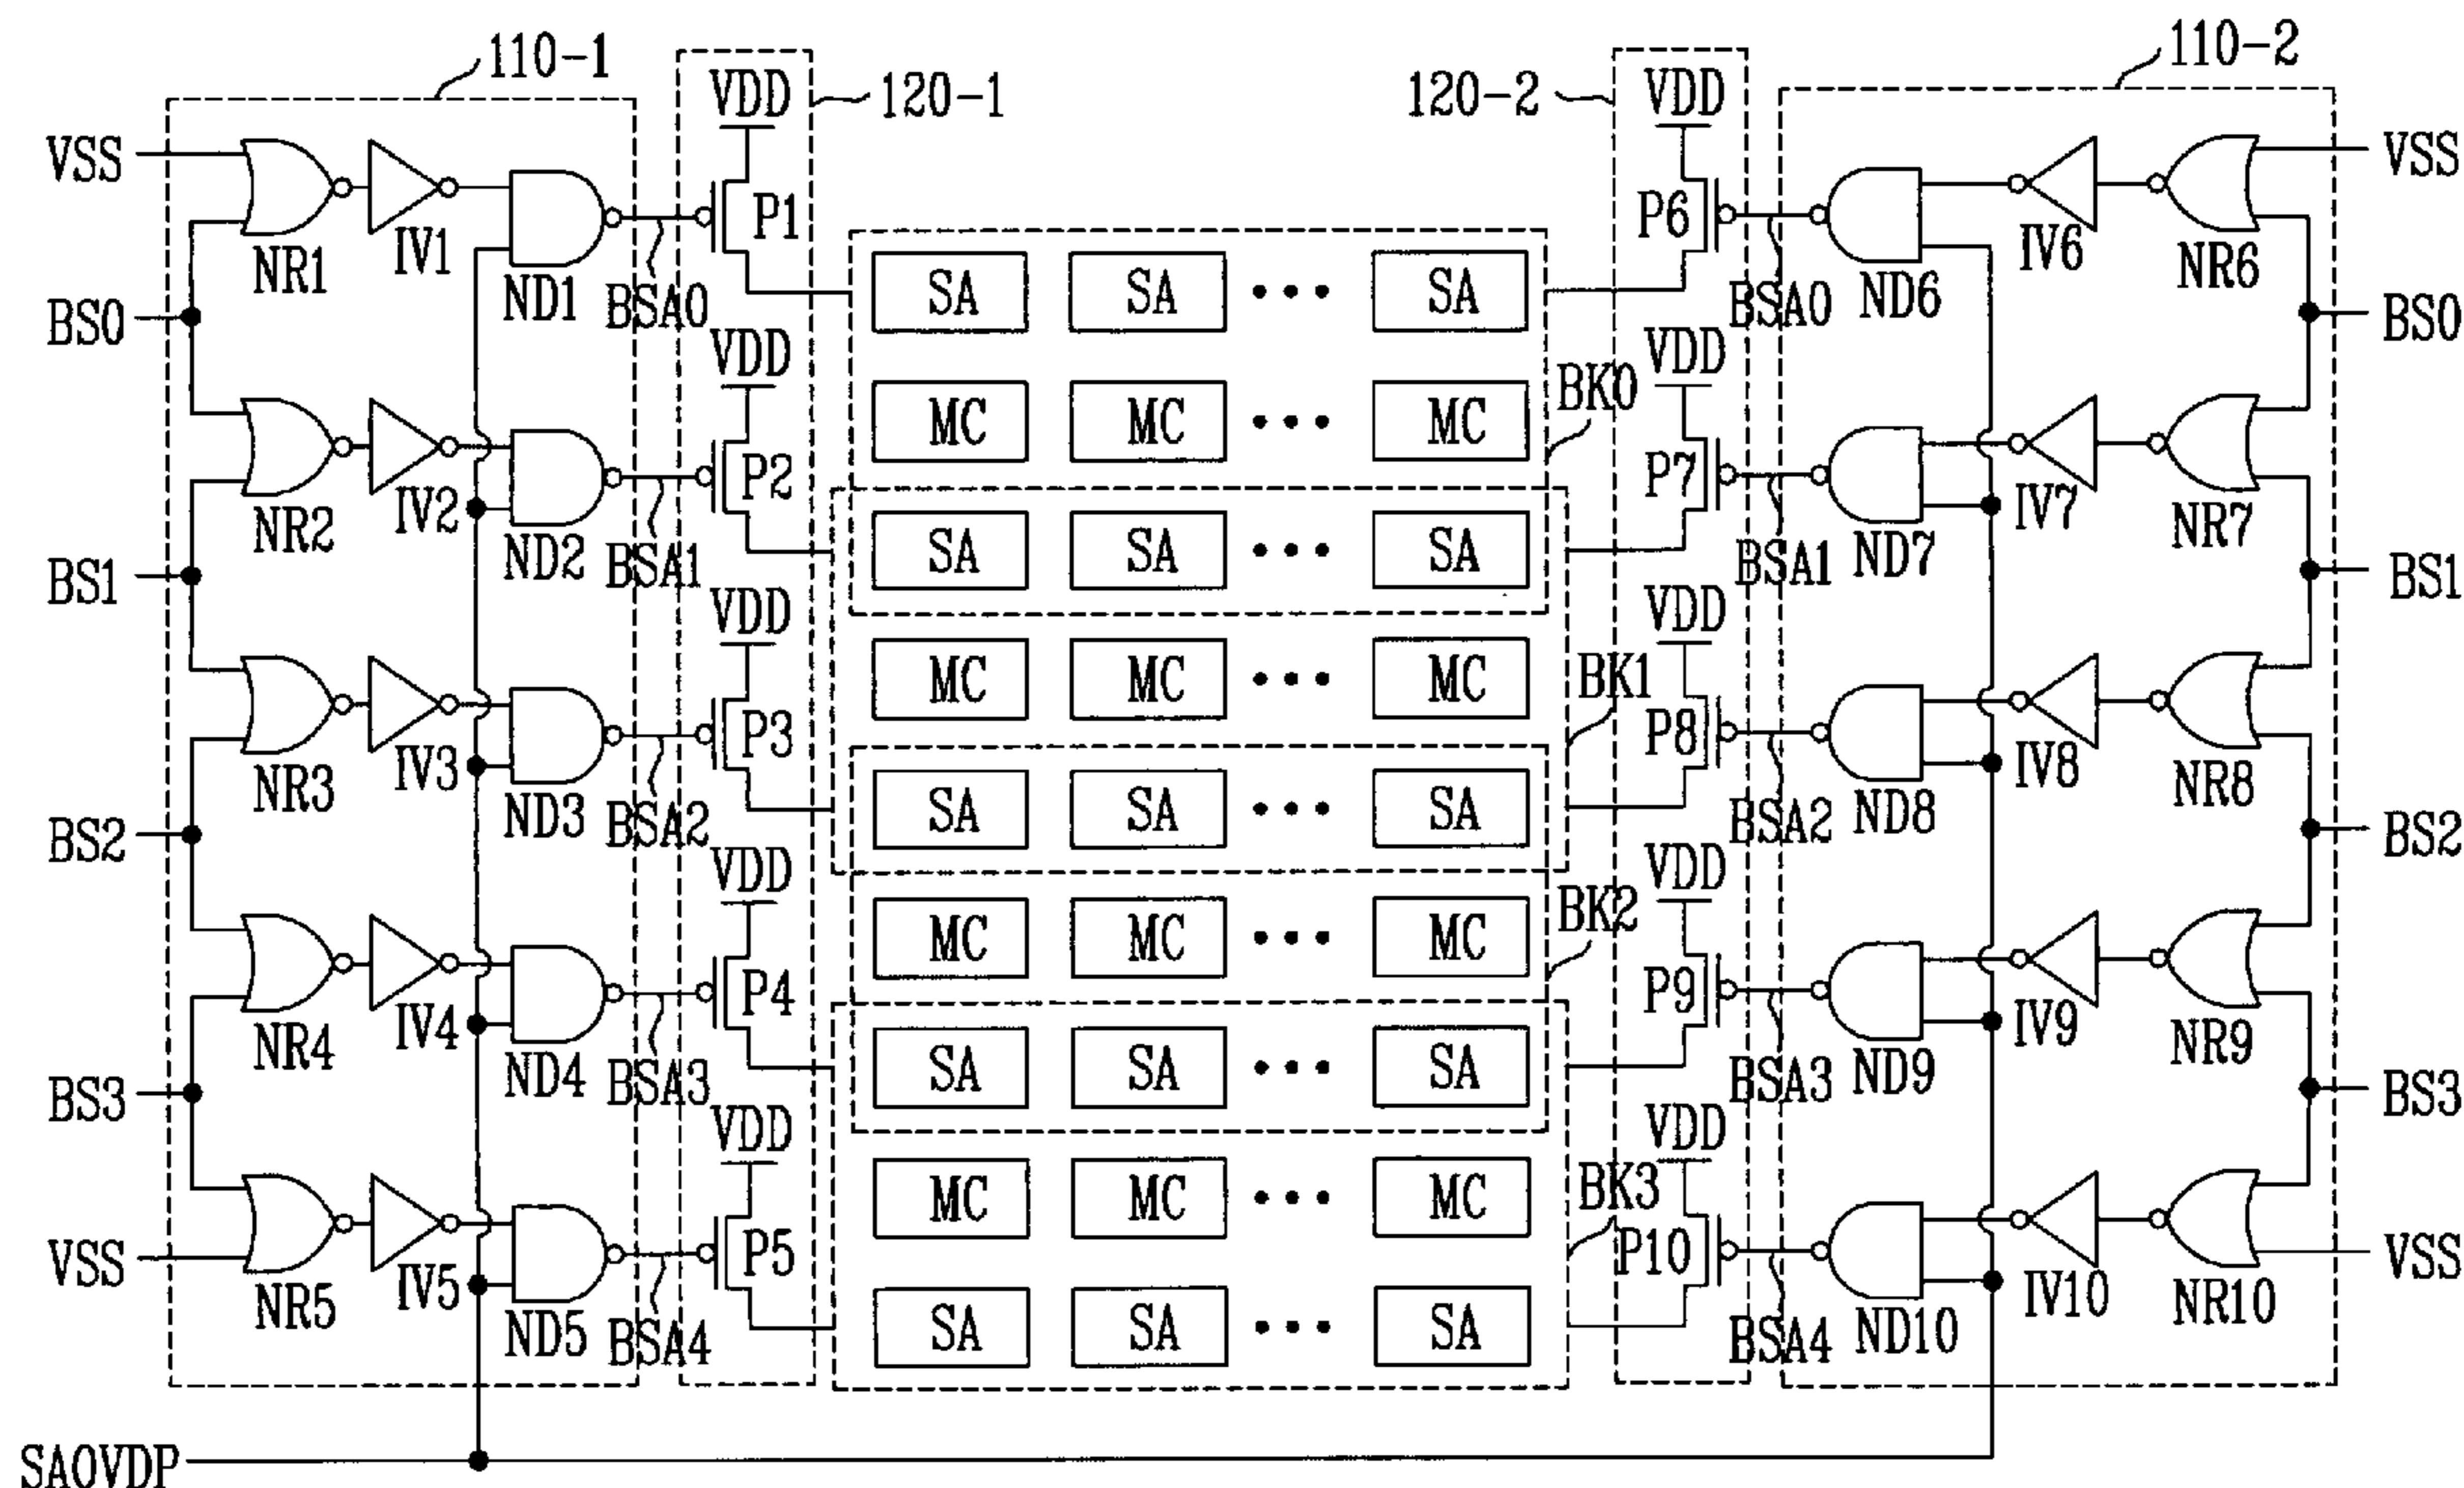 110-1 110-2
VDD 120-1 120-2 VDD
VSS VSS
P1 P6
NR1 IV1 ND1 BSA0 SA SA ••• SA BSA0 ND6 IV6 NR6
BS0 BS0
VDD VDD
MC MC ••• MC BK0
P2 P7
NR2 IV2 ND2 BSA1 SA SA ••• SA BSA1 ND7 IV7 NR7
BS1 BS1
VDD VDD
MC MC ••• MC BK1
P3 P8
NR3 IV3 ND3 BSA2 SA SA ••• SA BSA2 ND8 IV8 NR8
BS2 BS2
VDD VDD
MC MC ••• MC BK2
P4 P9
NR4 IV4 ND4 BSA3 SA SA ••• SA BSA3 ND9 IV9 NR9
BS3 BS3
VDD VDD
MC MC ••• MC BK3
P5 P10
VSS VSS
NR5 IV5 ND5 BSA4 SA SA ••• SA BSA4 ND10 IV10 NR10
SAOVDP